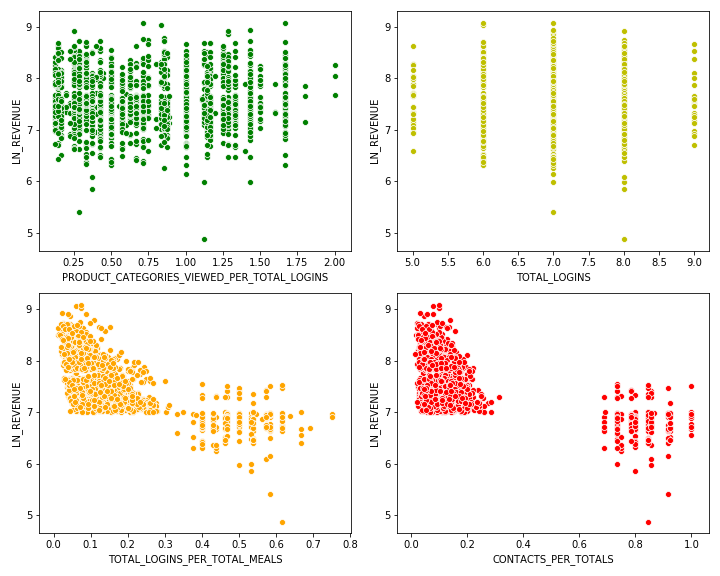 9
8
LN_REVENUE
7
6
5
0.25 0.50 0.75 1.00 1.25 1.50 1.75 2.00
PRODUCT_CATEGORIES_VIEWED_PER_TOTAL_LOGINS
9
8
LN_REVENUE
7
6
5
5.0 5.5 6.0 6.5 7.0 7.5 8.0 8.5 9.0
TOTAL_LOGINS
9
8
LN_REVENUE
7
6
5
0.0 0.1 0.2 0.3 0.4 0.5 0.6 0.7 0.8
TOTAL_LOGINS_PER_TOTAL_MEALS
9
8
LN_REVENUE
7
6
5
0.0 0.2 0.4 0.6 0.8 1.0
CONTACTS_PER_TOTALS